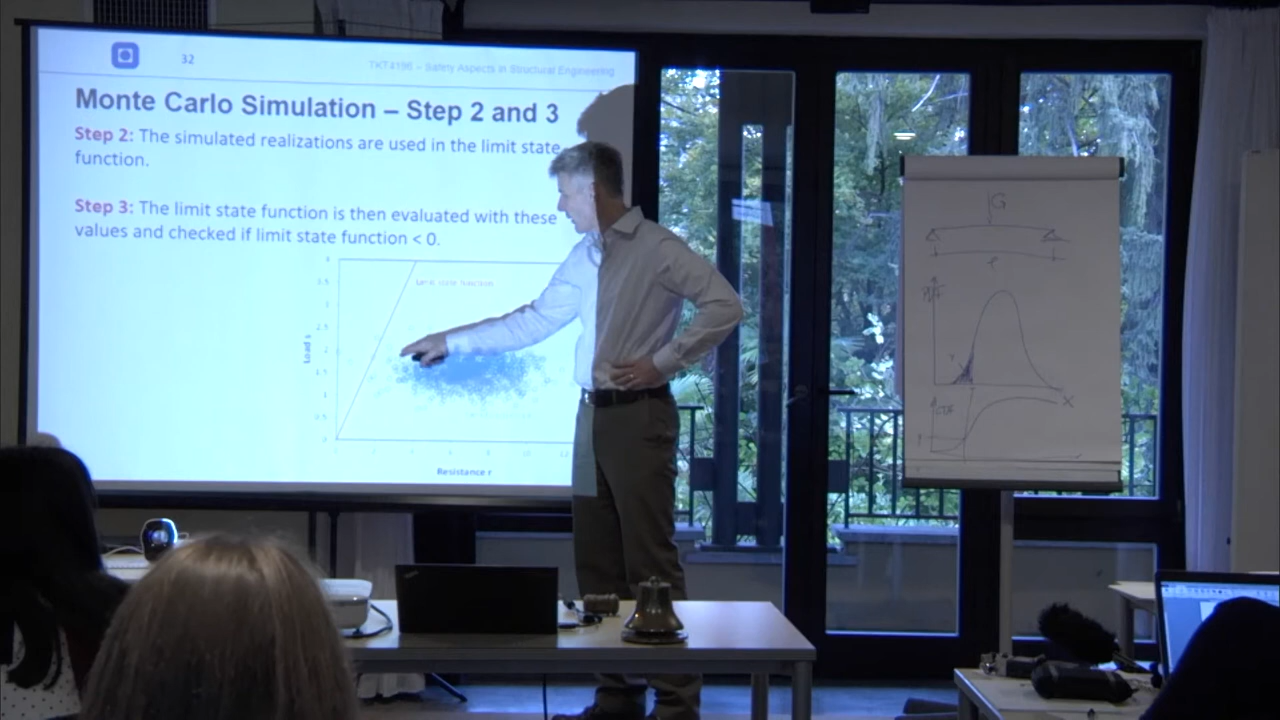 32
TKT4196 – Safety Aspects in Structural Engineering
Monte Carlo Simulation – Step 2 and 3
Step 2: The simulated realizations are used in the limit state
function.
Step 3: The limit state function is then evaluated with these
values and checked if limit state function < 0.
Limit state function
Load s
Resistance r
G
ℓ
PDF
CDF
X